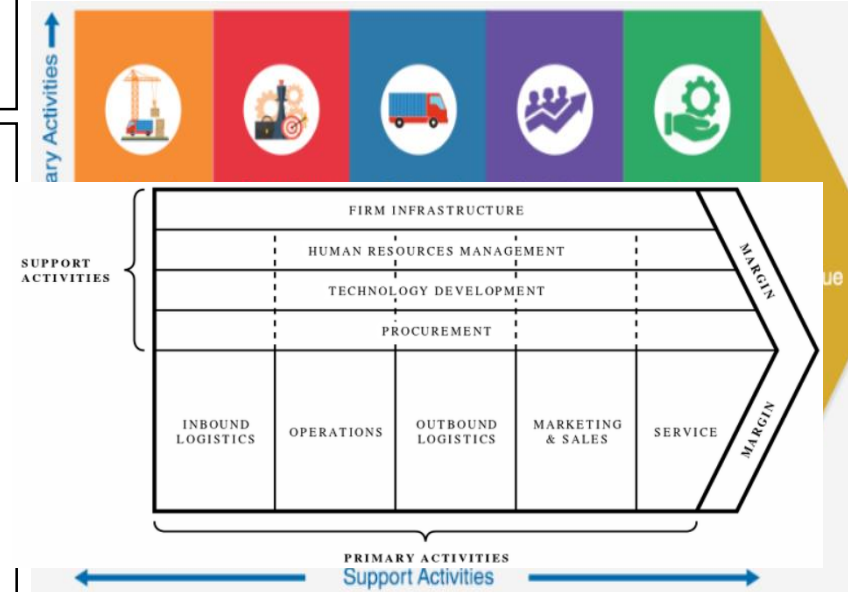 ary Activities
FIRM INFRASTRUCTURE
SUPPORT
ACTIVITIES
HUMAN RESOURCES MANAGEMENT
TECHNOLOGY DEVELOPMENT
PROCUREMENT
MARGIN
ue
INBOUND
LOGISTICS
OPERATIONS
OUTBOUND
LOGISTICS
MARKETING
& SALES
SERVICE
MARGIN
PRIMARY ACTIVITIES
Support Activities